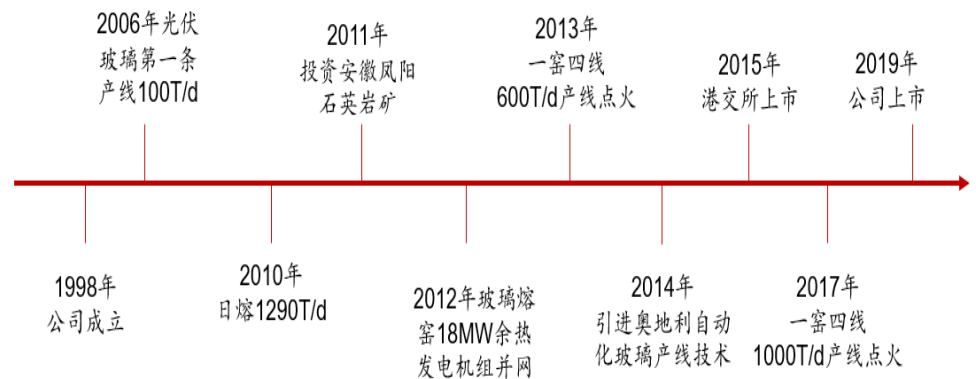 2006年光伏
玻璃第一条
产线100T/d
2011年
投资安徽凤阳
石英岩矿
2013年
一窑四线
600T/d产线点火
2015年
港交所上市
2019年
公司上市
1998年
公司成立
2010年
日熔1290T/d
2012年玻璃熔
窑18MW余热
发电机组并网
2014年
引进奥地利自动
化玻璃产线技术
2017年
一窑四线
1000T/d产线点火